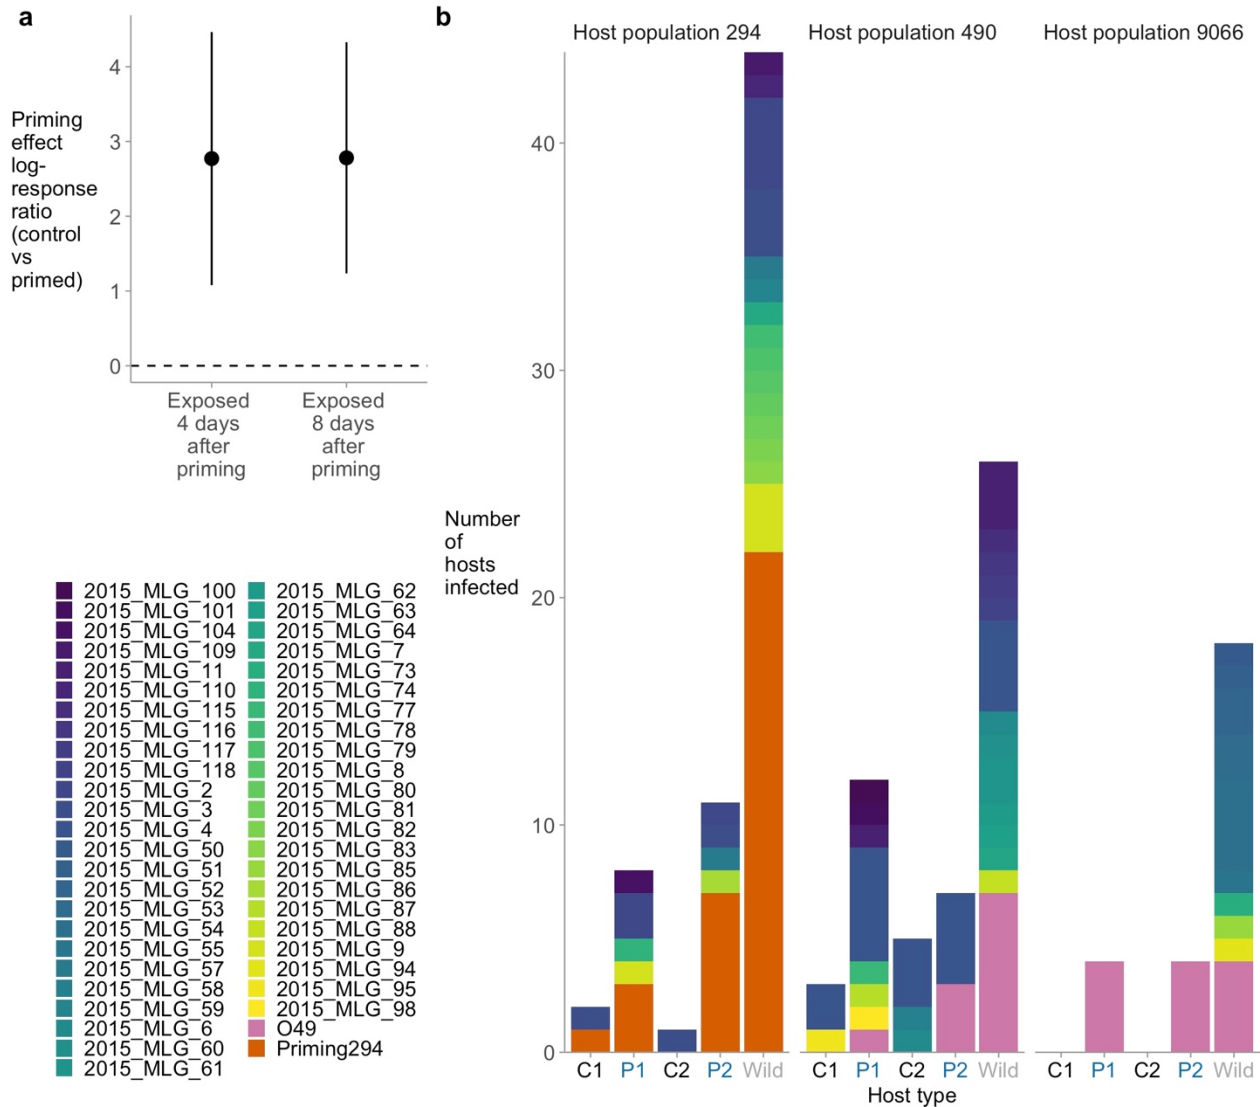 a
Priming
effect
log-
response
ratio
(control
vs
primed)
4
3
2
1
0
Exposed
4 days
after
priming
Exposed
8 days
after
priming
2015_MLG_100
2015_MLG_101
2015_MLG_104
2015_MLG_109
2015_MLG_11
2015_MLG_110
2015_MLG_115
2015_MLG_116
2015_MLG_117
2015_MLG_118
2015_MLG_2
2015_MLG_3
2015_MLG_4
2015_MLG_50
2015_MLG_51
2015_MLG_52
2015_MLG_53
2015_MLG_54
2015_MLG_55
2015_MLG_57
2015_MLG_58
2015_MLG_59
2015_MLG_6
2015_MLG_60
2015_MLG_61
2015_MLG_62
2015_MLG_63
2015_MLG_64
2015_MLG_7
2015_MLG_73
2015_MLG_74
2015_MLG_77
2015_MLG_78
2015_MLG_79
2015_MLG_8
2015_MLG_80
2015_MLG_81
2015_MLG_82
2015_MLG_83
2015_MLG_85
2015_MLG_86
2015_MLG_87
2015_MLG_88
2015_MLG_9
2015_MLG_94
2015_MLG_95
2015_MLG_98
O49
Priming294
b
Host population 294
Host population 490
Host population 9066
Number
of
hosts
infected
40
30
20
10
0
C1 P1 C2 P2 Wild
C1 P1 C2 P2 Wild
C1 P1 C2 P2 Wild
Host type